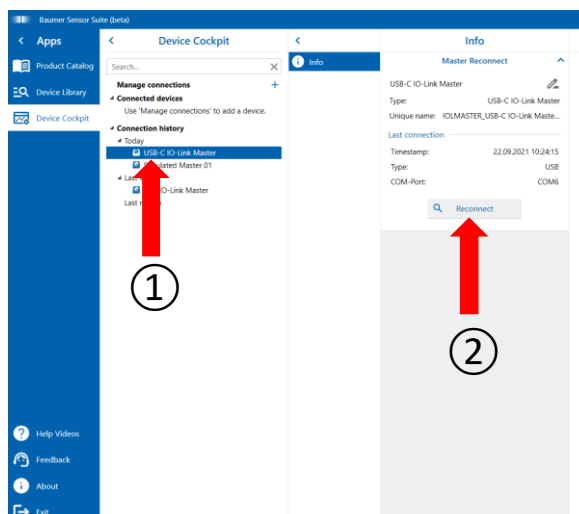 Baumer Sensor Suite (beta)
Apps
Product Catalog
Device Library
Device Cockpit
Help Videos
Feedback
About
Exit
Device Cockpit
Search...
Manage connections
Connected devices
Use 'Manage connections' to add a device.
Connection history
Today
USB-C IO-Link Master
Master 01
IO-Link Master
Last
1
Info
Info
Master Reconnect
USB-C IO-Link Master
Type: USB-C IO-Link Master
Unique name: IOLMASTER_USB-C IO-Link Maste...
Last connection
Timestamp: 22.09.2021 10:24:15
Type: USB
COM-Port: COM6
Reconnect
2